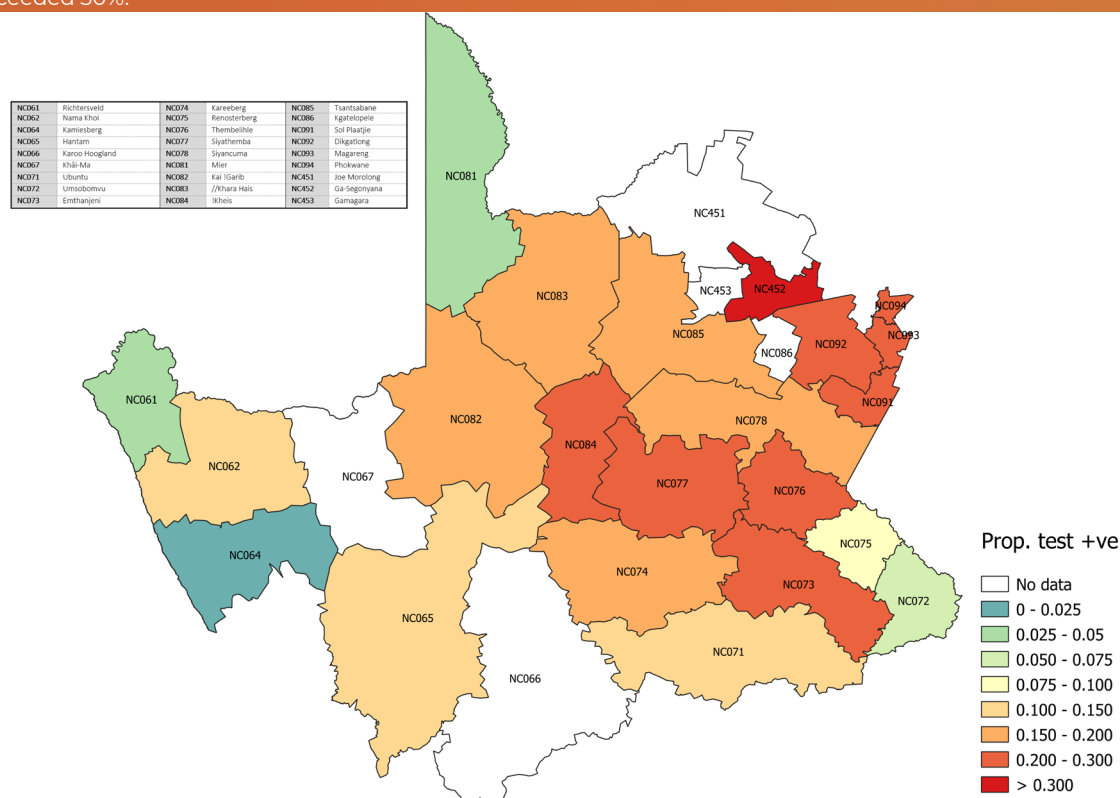 NC061 Richtersveld NC074 Kareeberg NC085 Tsantsabane
NC062 Nama Khoi NC075 Renosterberg NC086 Kgatelopele
NC064 Kamiesberg NC076 Thembelihle NC091 Sol Plaatjie
NC065 Hantam NC077 Siyathemba NC092 Dikgatlong
NC066 Karoo Hoogland NC078 Siyancuma NC093 Magareng
NC067 Khâi-Ma NC081 Mier NC094 Phokwane
NC071 Ubuntu NC082 Kai !Garib NC451 Joe Morolong
NC072 Umsobomvu NC083 //Khara Hais NC452 Ga-Segonyana
NC073 Emthanjeni NC084 !Kheis NC453 Gamagara
NC081
NC451
NC453
NC452
NC083
NC094
NC085
NC093
NC092
NC086
NC061
NC091
NC082
NC078
NC084
NC062
NC067
NC077
NC076
NC075
NC064
NC074
NC073
NC072
NC065
NC071
NC066
Prop. test +ve
No data
0 - 0.025
0.025 - 0.05
0.050 - 0.075
0.075 - 0.100
0.100 - 0.150
0.150 - 0.200
0.200 - 0.300
> 0.300